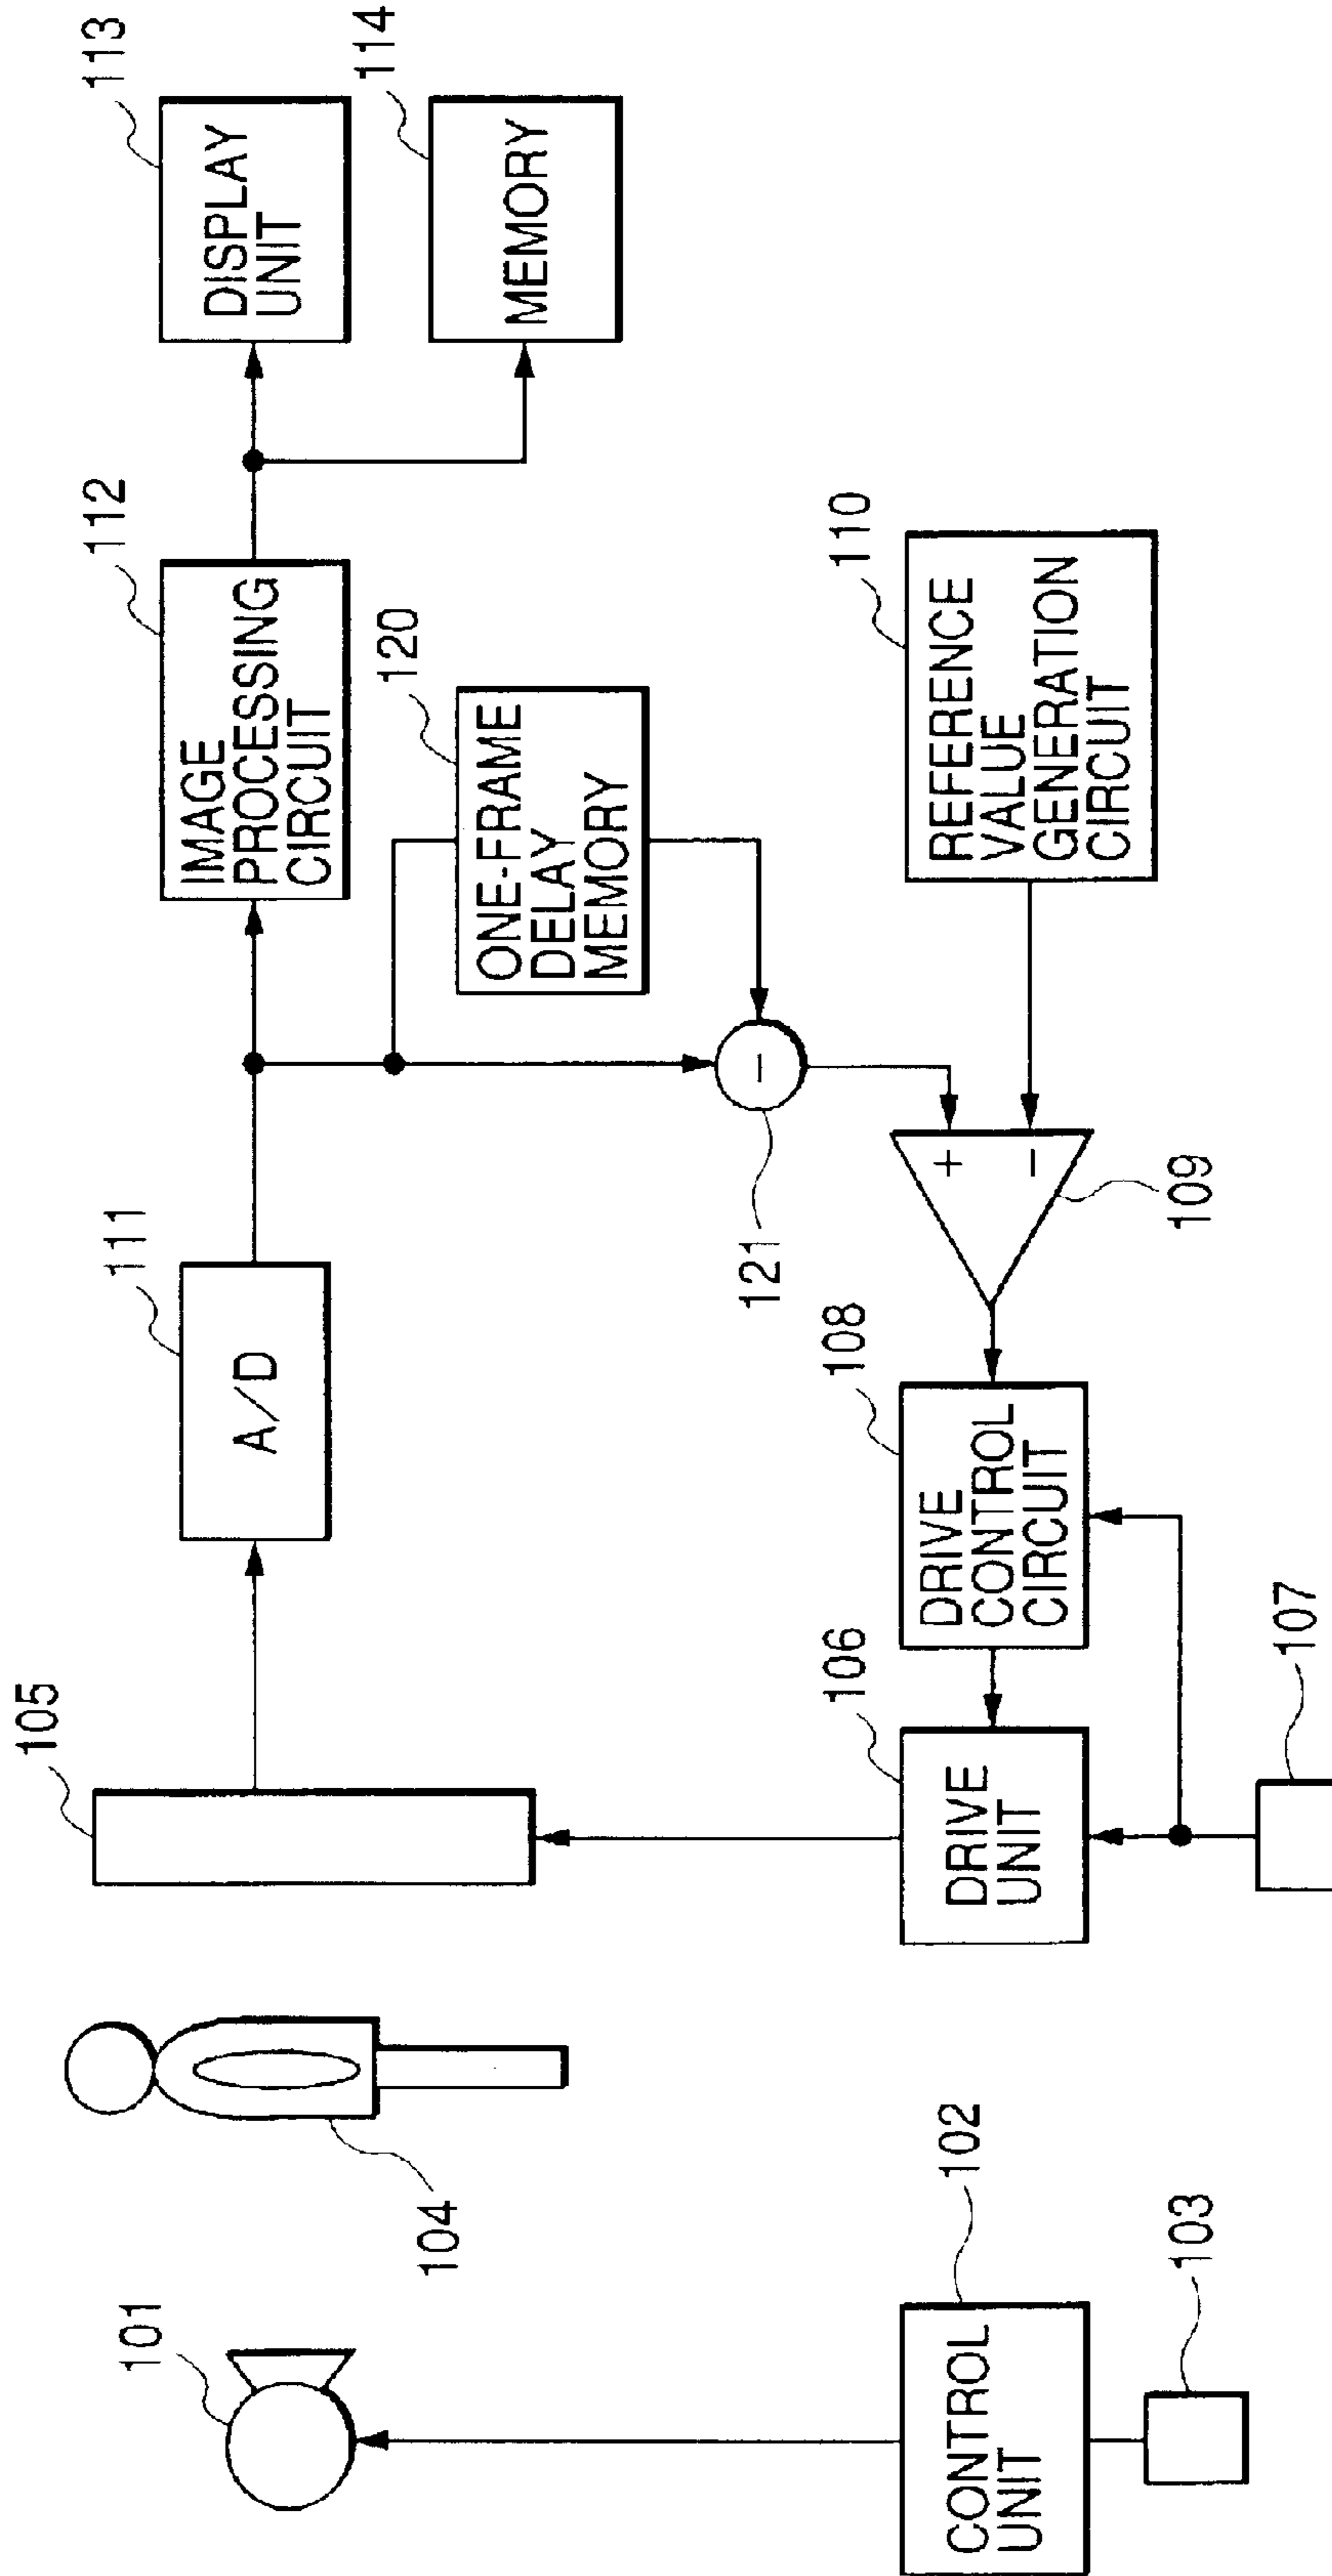 101
102
CONTROL
UNIT
103
104
105
106
DRIVE
UNIT
107
108
DRIVE
CONTROL
CIRCUIT
109
+
−
110
REFERENCE
VALUE
GENERATION
CIRCUIT
111
A/D
112
IMAGE
PROCESSING
CIRCUIT
120
ONE-FRAME
DELAY
MEMORY
121
−
113
DISPLAY
UNIT
114
MEMORY